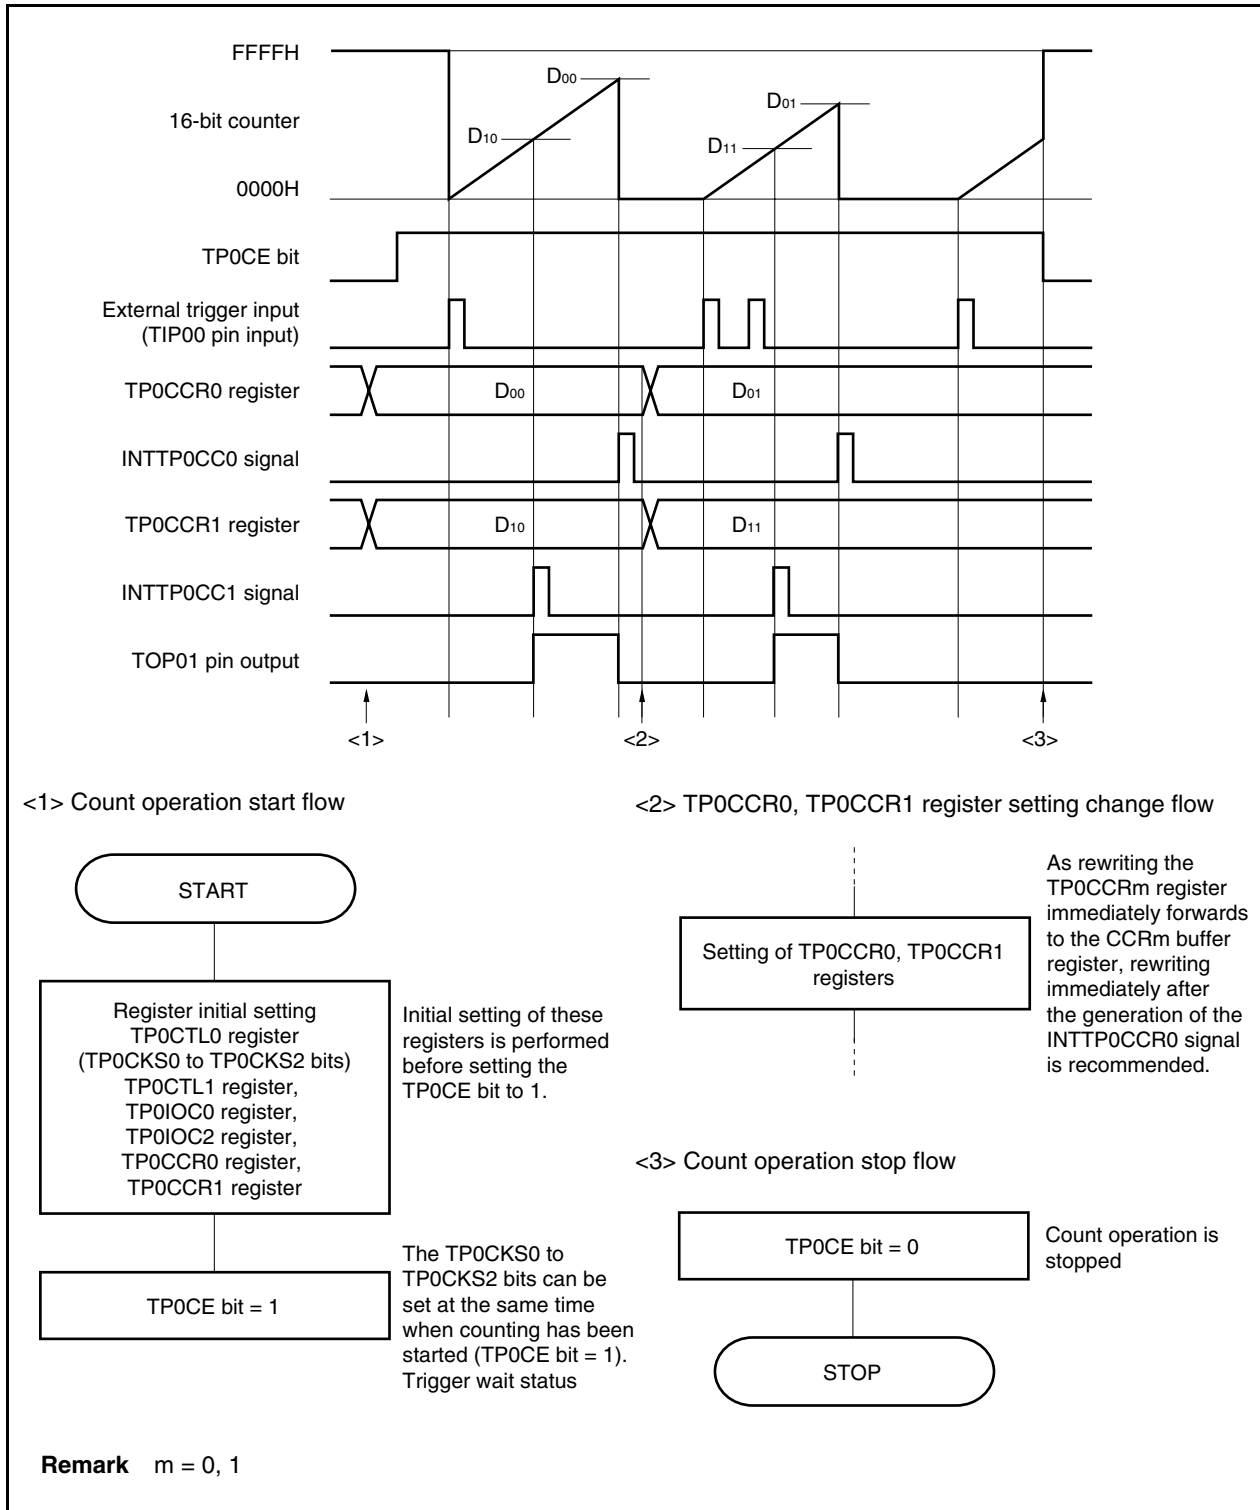 FFFFH
D00
D01
16-bit counter
D10
D11
0000H
TP0CE bit
External trigger input
(TIP00 pin input)
TP0CCR0 register
D00
D01
INTTP0CC0 signal
TP0CCR1 register
D10
D11
INTTP0CC1 signal
TOP01 pin output
<1>
<2>
<3>
<1> Count operation start flow
START
Register initial setting
TP0CTL0 register
(TP0CKS0 to TP0CKS2 bits)
TP0CTL1 register,
TP0IOC0 register,
TP0IOC2 register,
TP0CCR0 register,
TP0CCR1 register
Initial setting of these
registers is performed
before setting the
TP0CE bit to 1.
TP0CE bit = 1
The TP0CKS0 to
TP0CKS2 bits can be
set at the same time
when counting has been
started (TP0CE bit = 1).
Trigger wait status
<2> TP0CCR0, TP0CCR1 register setting change flow
Setting of TP0CCR0, TP0CCR1
registers
As rewriting the
TP0CCRm register
immediately forwards
to the CCRm buffer
register, rewriting
immediately after
the generation of the
INTTP0CCR0 signal
is recommended.
<3> Count operation stop flow
TP0CE bit = 0
Count operation is
stopped
STOP
Remark m = 0, 1